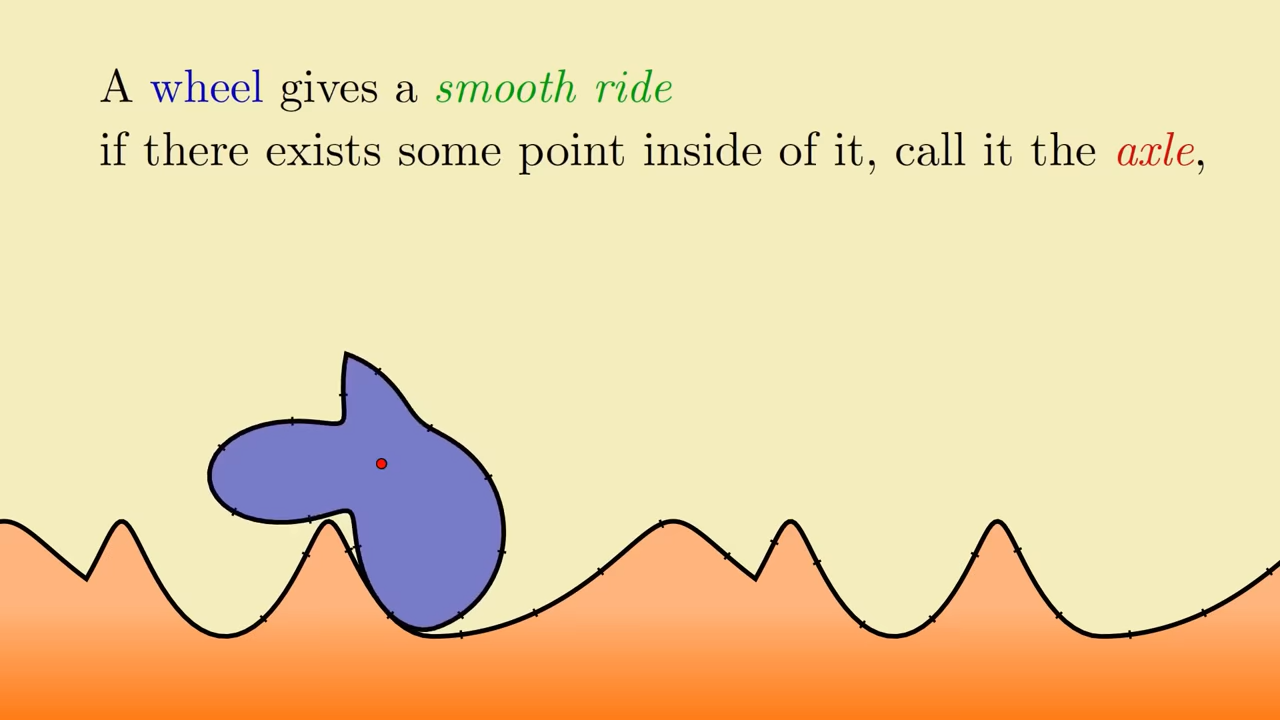 A wheel gives a smooth ride
if there exists some point inside of it, call it the axle,